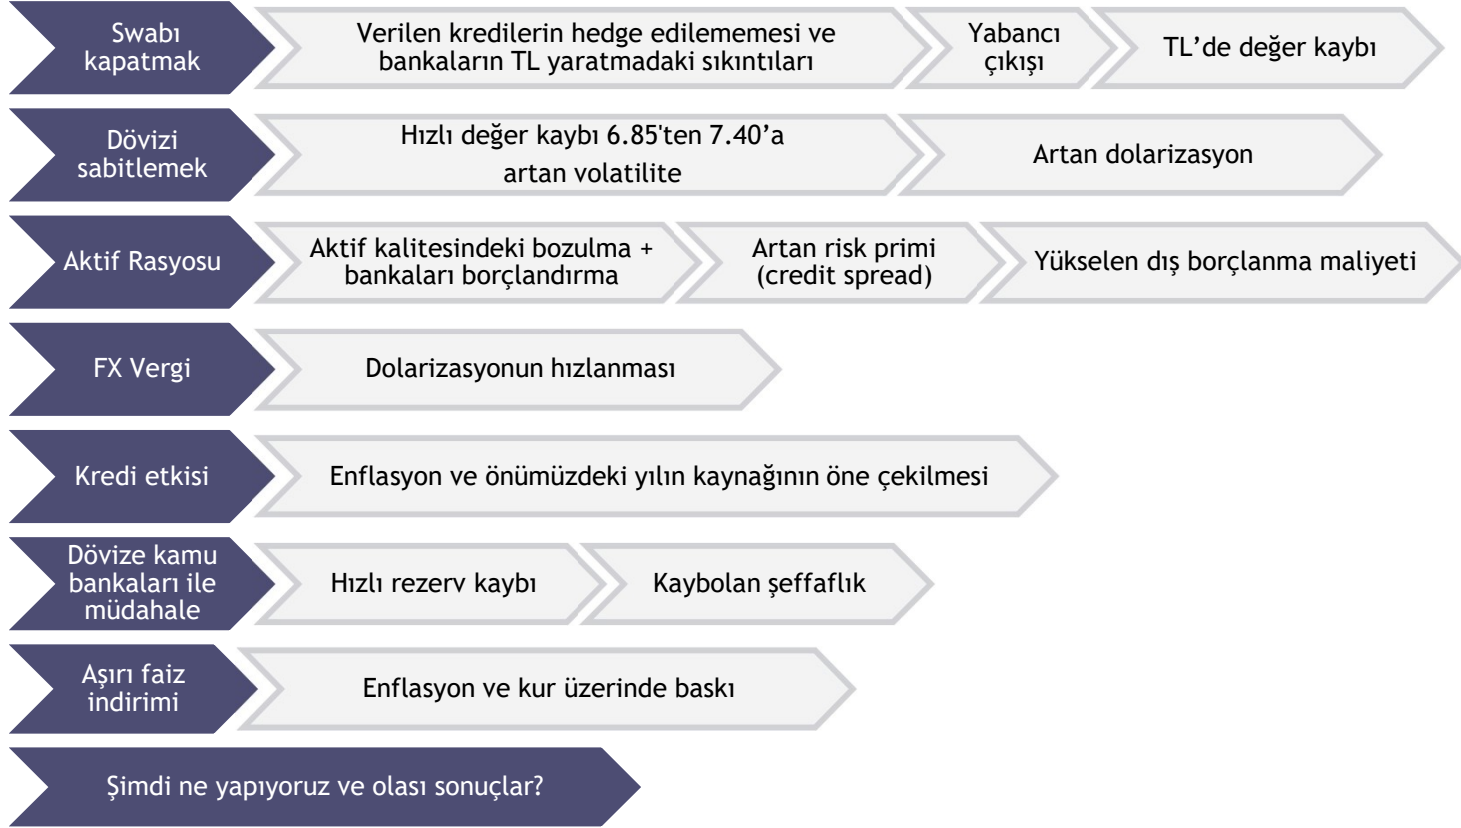 Swabı
kapatmak
Verilen kredilerin hedge edilememesi ve
bankaların TL yaratmadaki sıkıntıları
Yabancı
çıkışı
TL’de değer kaybı
Dövizi
sabitlemek
Hızlı değer kaybı 6.85'ten 7.40’a
artan volatilite
Artan dolarizasyon
Aktif Rasyosu
Aktif kalitesindeki bozulma +
bankaları borçlandırma
Artan risk primi
(credit spread)
Yükselen dış borçlanma maliyeti
FX Vergi
Dolarizasyonun hızlanması
Kredi etkisi
Enflasyon ve önümüzdeki yılın kaynağının öne çekilmesi
Dövize kamu
bankaları ile
müdahale
Hızlı rezerv kaybı
Kaybolan şeffaflık
Aşırı faiz
indirimi
Enflasyon ve kur üzerinde baskı
Şimdi ne yapıyoruz ve olası sonuçlar?